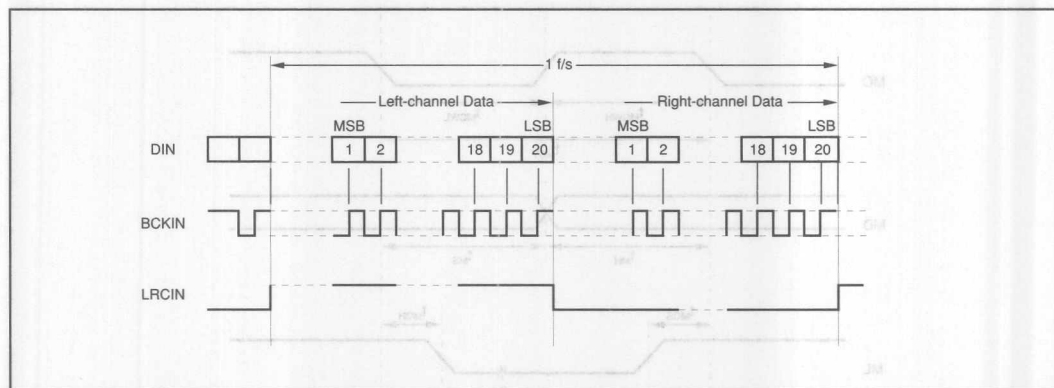 1 f/s
Left-channel Data
Right-channel Data
MSB
LSB
MSB
LSB
DIN
1 2 18 19 20 1 2 18 19 20
BCKIN
LRCIN